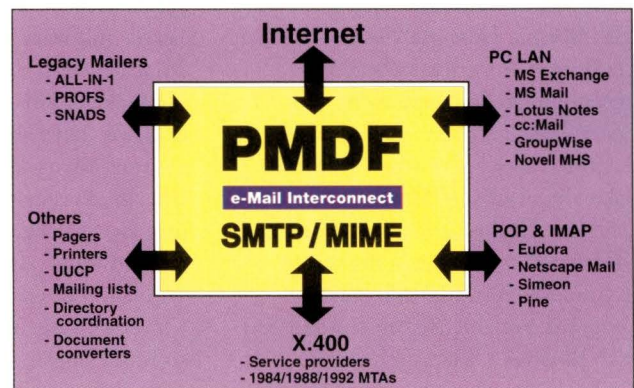 Internet
Legacy Mailers
- ALL-IN-1
- PROFS
- SNADS
PC LAN
- MS Exchange
- MS Mail
- Lotus Notes
- cc:Mail
- GroupWise
- Novell MHS
PMDF
e-Mail Interconnect
SMTP / MIME
Others
- Pagers
- Printers
- UUCP
- Mailing lists
- Directory
coordination
- Document
converters
POP & IMAP
- Eudora
- Netscape Mail
- Simeon
- Pine
X.400
- Service providers
- 1984/1988/1992 MTAs